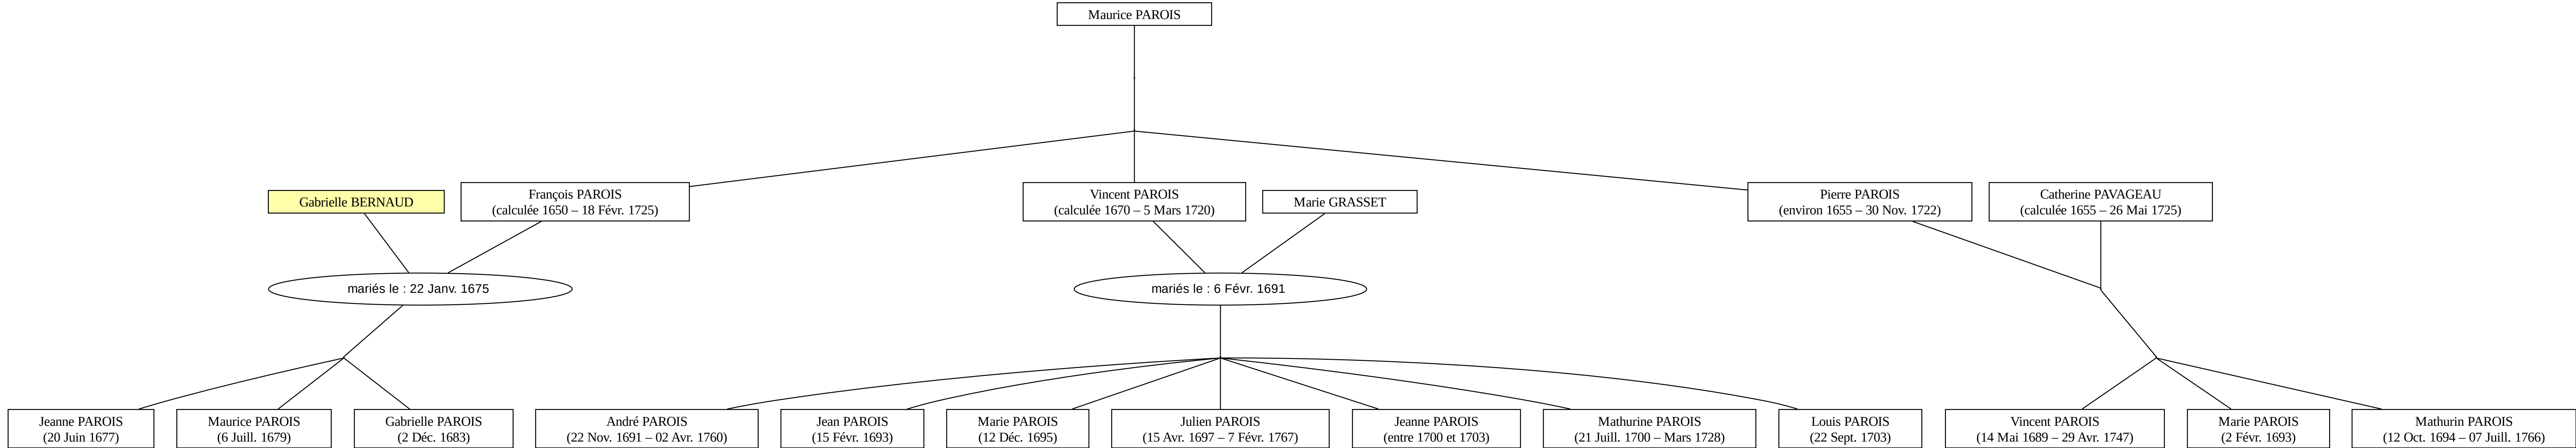 Maurice PAROIS
Gabrielle BERNAUD
François PAROIS
(calculée 1650 – 18 Févr. 1725)
Vincent PAROIS
(calculée 1670 – 5 Mars 1720)
Marie GRASSET
Pierre PAROIS
(environ 1655 – 30 Nov. 1722)
Catherine PAVAGEAU
(calculée 1655 – 26 Mai 1725)
mariés le : 22 Janv. 1675
mariés le : 6 Févr. 1691
Jeanne PAROIS
(20 Juin 1677)
Maurice PAROIS
(6 Juill. 1679)
Gabrielle PAROIS
(2 Déc. 1683)
André PAROIS
(22 Nov. 1691 – 02 Avr. 1760)
Jean PAROIS
(15 Févr. 1693)
Marie PAROIS
(12 Déc. 1695)
Julien PAROIS
(15 Avr. 1697 – 7 Févr. 1767)
Jeanne PAROIS
(entre 1700 et 1703)
Mathurine PAROIS
(21 Juill. 1700 – Mars 1728)
Louis PAROIS
(22 Sept. 1703)
Vincent PAROIS
(14 Mai 1689 – 29 Avr. 1747)
Marie PAROIS
(2 Févr. 1693)
Mathurin PAROIS
(12 Oct. 1694 – 07 Juill. 1766)